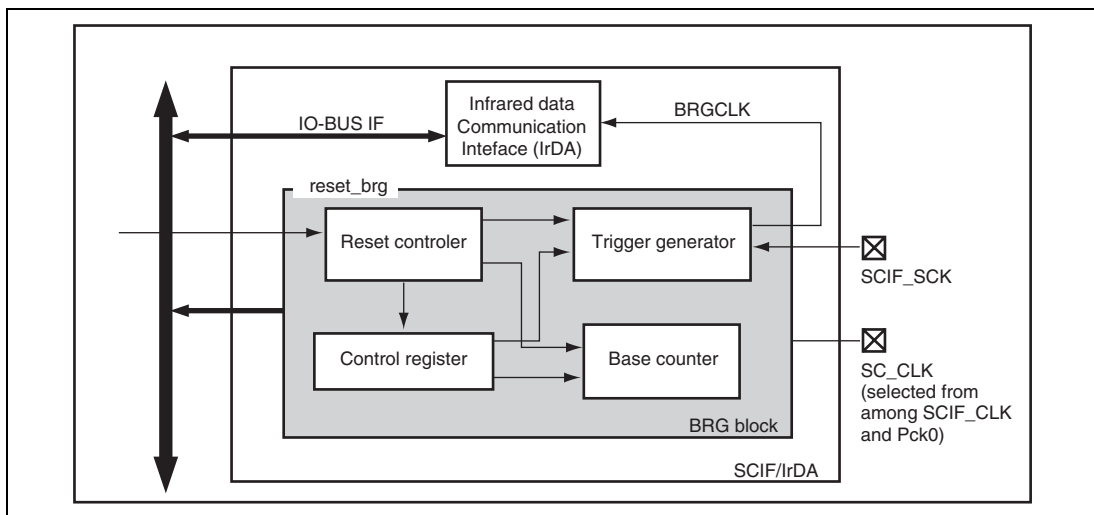 Infrared data
Communication
Inteface (IrDA)
BRGCLK
IO-BUS IF
reset_brg
Reset controler
Trigger generator
SCIF_SCK
Control register
Base counter
SC_CLK
(selected from
among SCIF_CLK
and Pck0)
BRG block
SCIF/IrDA